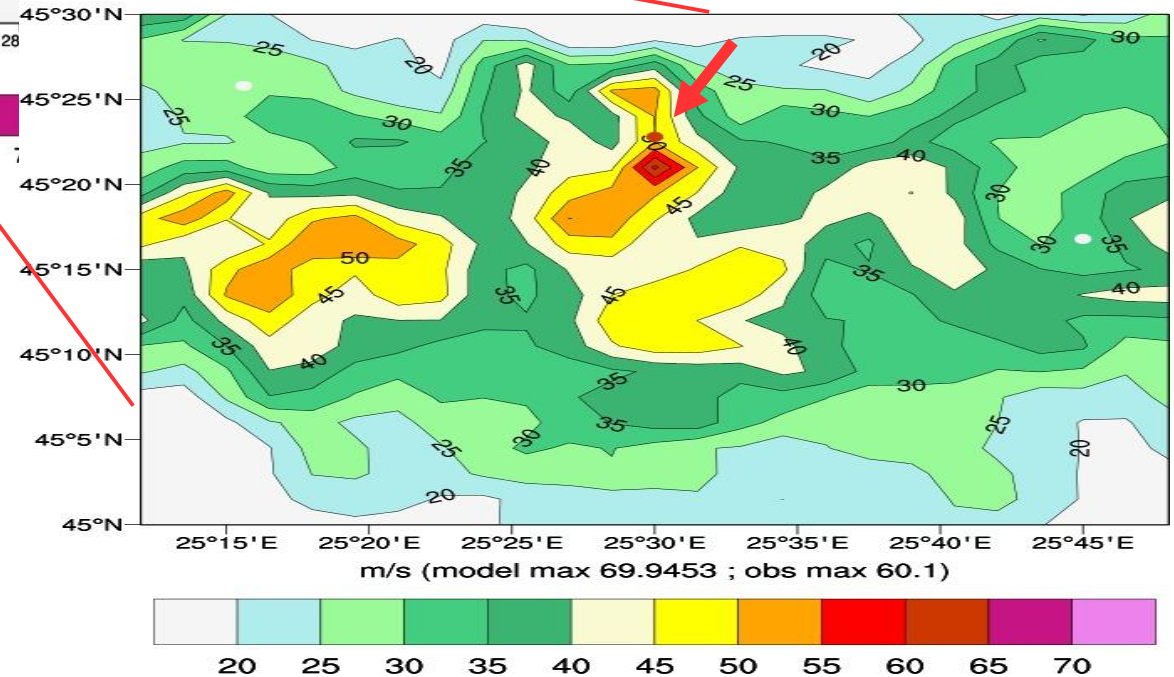 45°30'N
28
45°25'N
45°20'N
45°15'N
45°10'N
45°5'N
45°N
25 20 20 30
25 30 25 30
35 40 35 40 30
45 30 35
50 45 35 45 35 40
35 40 40
35 30
35 30 25 25 20
20
25°15'E 25°20'E 25°25'E 25°30'E 25°35'E 25°40'E 25°45'E
m/s (model max 69.9453 ; obs max 60.1)
20 25 30 35 40 45 50 55 60 65 70